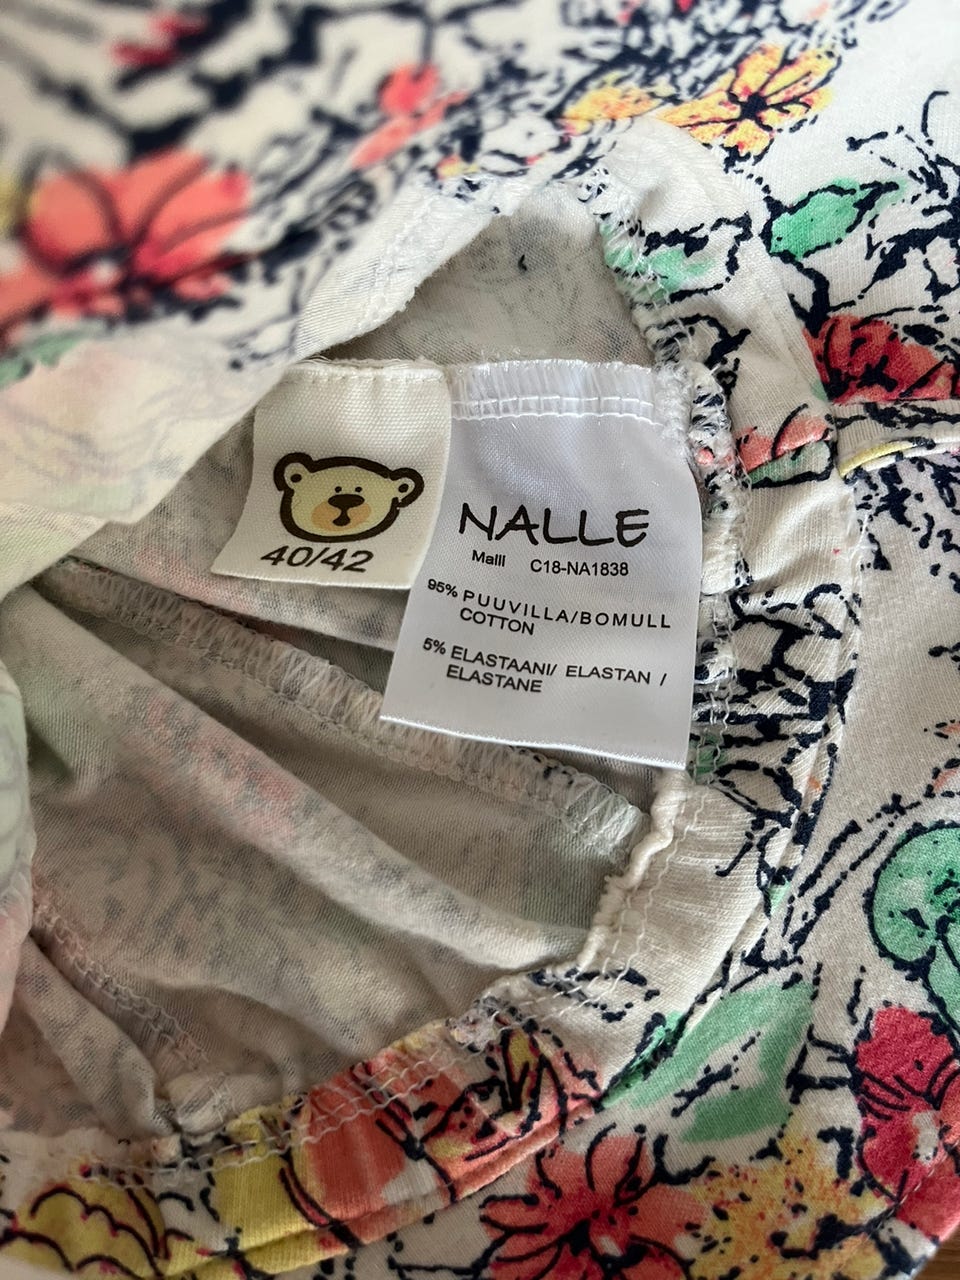 40/42
NALLE
Malli C18-NA1838
95% PUUVILLA/BOMULL
COTTON
5% ELASTAANI/ ELASTAN /
ELASTANE